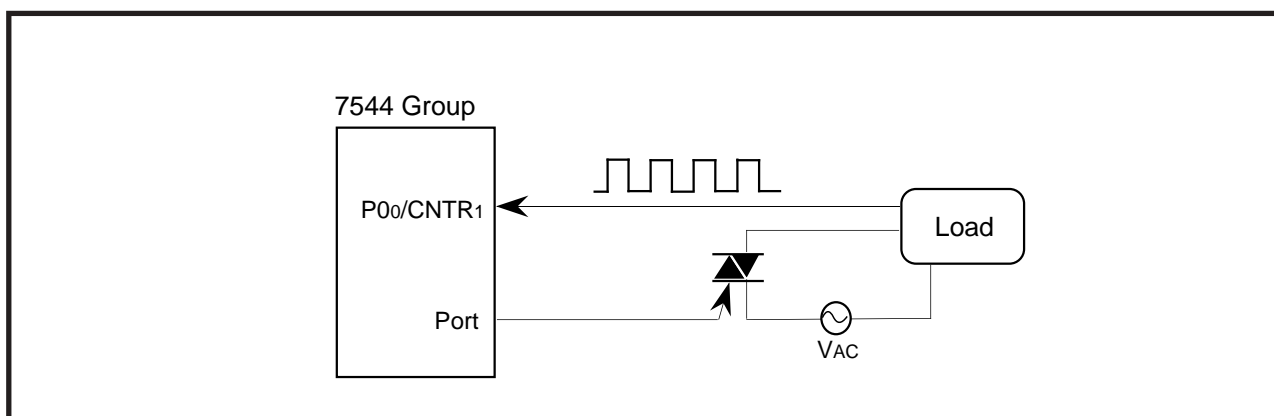 7544 Group
P00/CNTR1
Load
Port
VAC